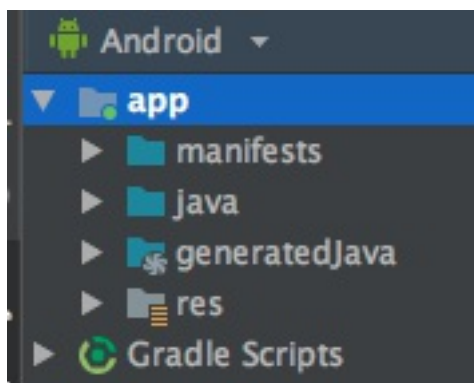 Android
app
manifests
java
generatedJava
res
Gradle Scripts